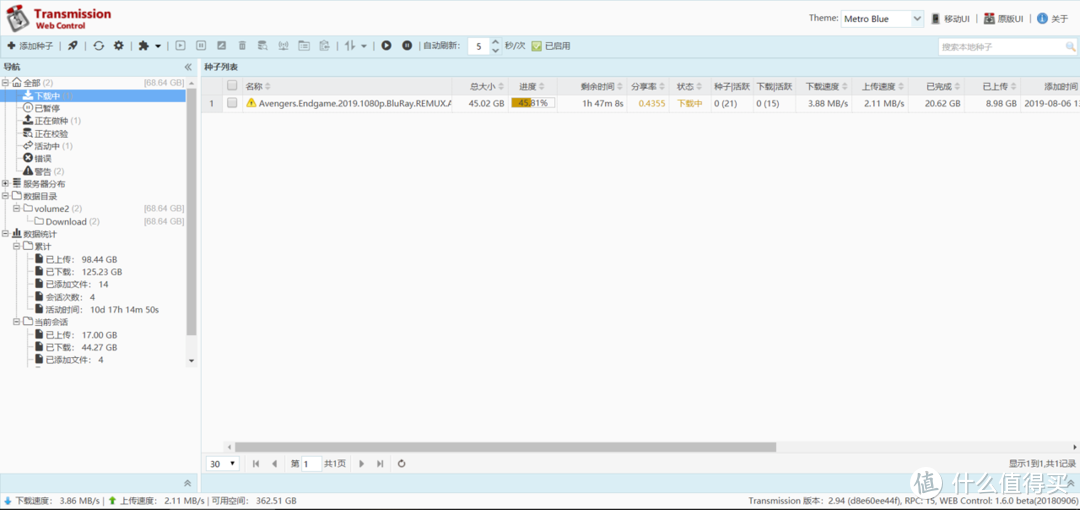 Transmission
Web Control
Theme: Metro Blue 移动UI | 原版UI | 关于
添加种子 自动刷新: 5 秒/次 已启用 搜索本地种子
导航 种子列表
全部 (2) [68.64 GB]
下载中 (1)
已暂停
正在做种 (1)
正在校验
活动中 (1)
错误
警告 (2)
服务器分布
数据目录
volume2 (2) [68.64 GB]
Download (2) [68.64 GB]
数据统计
累计
已上传: 98.44 GB
已下载: 125.23 GB
已添加文件: 14
会话次数: 4
活动时间: 10d 17h 14m 50s
当前会话
已上传: 17.00 GB
已下载: 44.27 GB
已添加文件: 4
名称 总大小 进度 剩余时间 分享率 状态 种子|活跃 下载|活跃 下载速度 上传速度 已完成 已上传 添加时间
1 Avengers.Endgame.2019.1080p.BluRay.REMUX.A 45.02 GB 45.81% 1h 47m 8s 0.4355 下载中 0 (21) 0 (15) 3.88 MB/s 2.11 MB/s 20.62 GB 8.98 GB 2019-08-06
30 第 1 共1页 显示1到1,共1记录
下载速度: 3.86 MB/s | 上传速度: 2.11 MB/s | 可用空间: 362.51 GB
Transmission 版本: 2.94 (d8e60ee44f), RPC: 15, WEB Control: 1.6.0 beta(20180906)
值 什么值得买